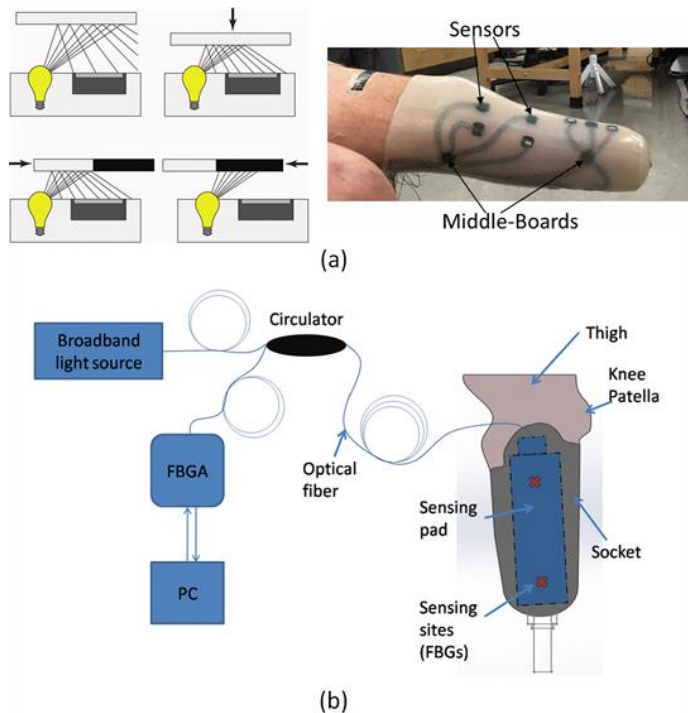 Sensors
Middle-Boards
(a)
Circulator
Broadband
light source
Thigh
Knee
Patella
Optical
fiber
FBGA
Sensing
pad
Socket
PC
Sensing
sites
(FBGs)
(b)